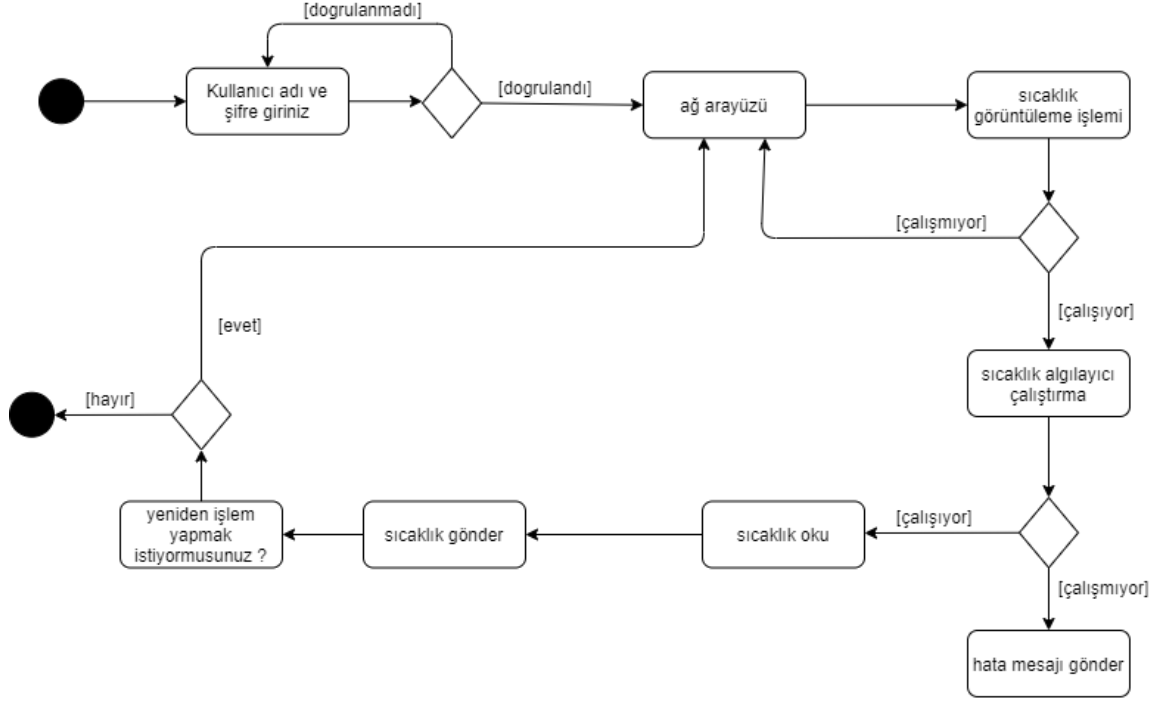 [dogrulanmadı]
Kullanıcı adı ve
şifre giriniz
[dogrulandı]
ağ arayüzü
sıcaklık
görüntüleme işlemi
[çalışmıyor]
[çalışıyor]
sıcaklık algılayıcı
çalıştırma
[çalışıyor]
[çalışmıyor]
hata mesajı gönder
sıcaklık oku
sıcaklık gönder
yeniden işlem
yapmak
istiyormusunuz ?
[evet]
[hayır]